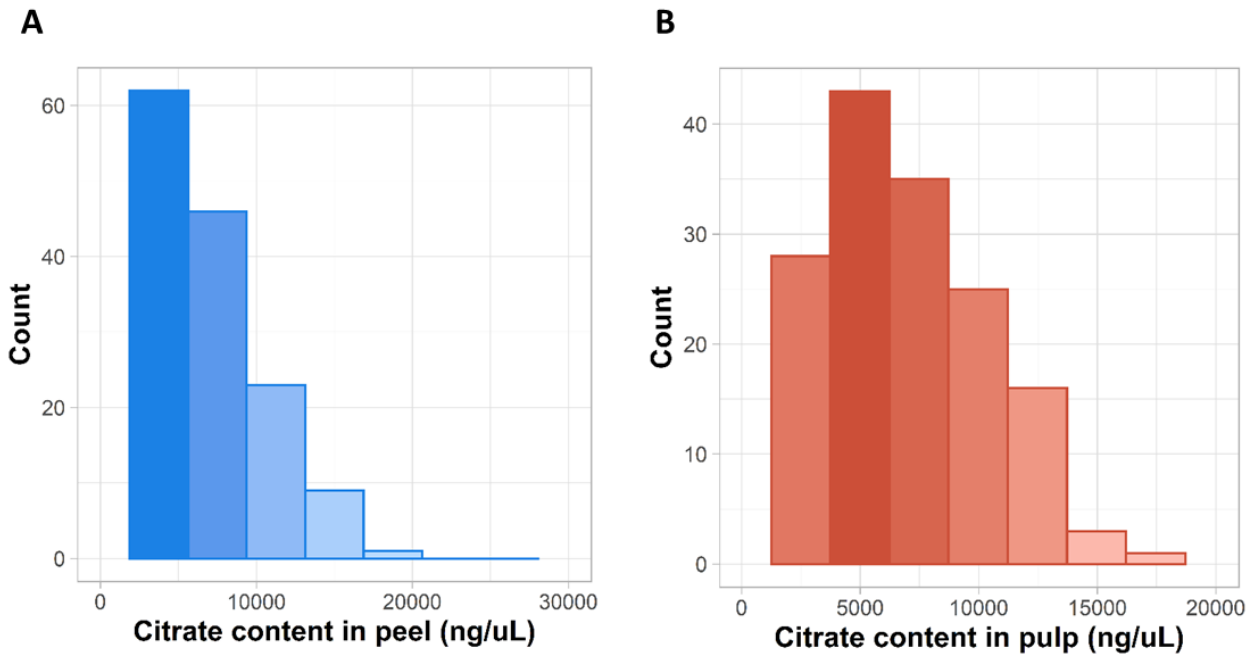 A
B
60
40
20
0
Count
0 10000 20000 30000
Citrate content in peel (ng/uL)
40
30
20
10
0
Count
0 5000 10000 15000 20000
Citrate content in pulp (ng/uL)